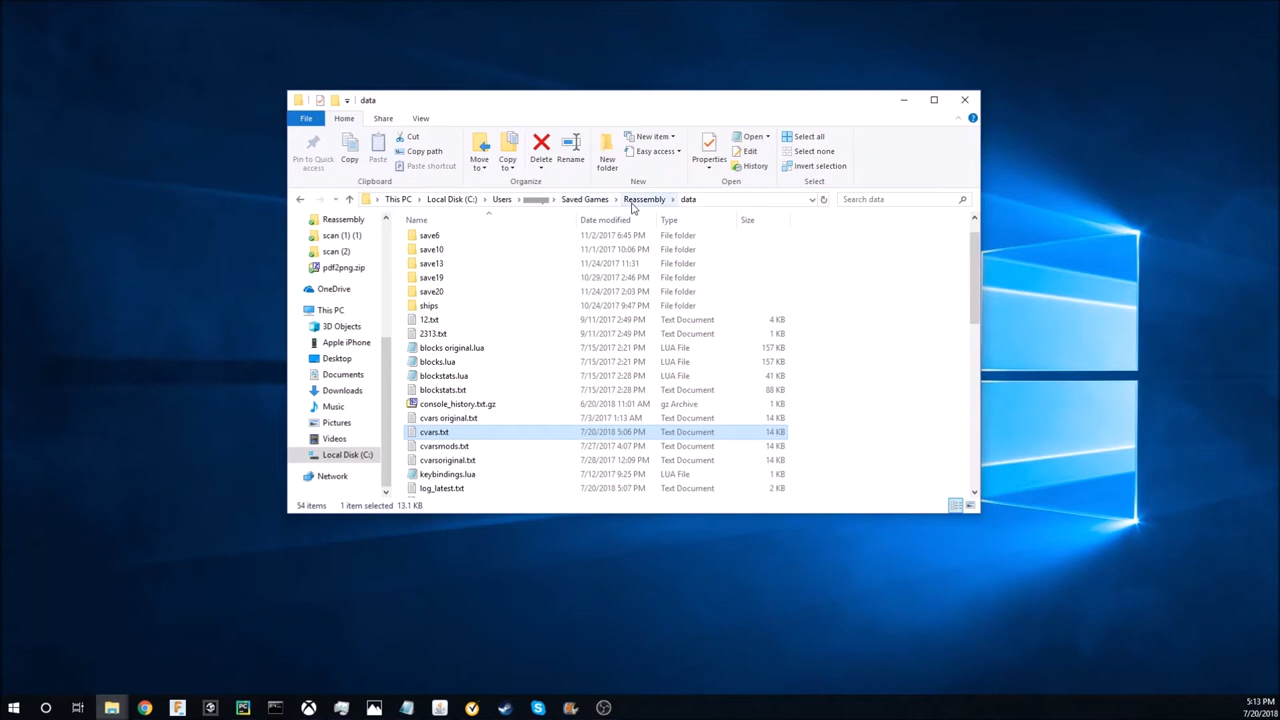 data
File Home Share View
Pin to Quick access
Copy
Paste
Cut
Copy path
Paste shortcut
Clipboard
Move to
Copy to
Delete
Rename
Organize
New folder
New item
Easy access
New
Properties
Open
Edit
History
Open
Select all
Select none
Invert selection
Select
This PC Local Disk (C:) Users Saved Games Reassembly data
Search data
Reassembly
scan (1) (1)
scan (2)
pdf2png.zip
OneDrive
This PC
3D Objects
Apple iPhone
Desktop
Documents
Downloads
Music
Pictures
Videos
Local Disk (C:)
Network
Name Date modified Type Size
save6 11/2/2017 6:45 PM File folder
save10 11/1/2017 10:06 PM File folder
save13 11/24/2017 11:31 File folder
save19 10/29/2017 2:46 PM File folder
save20 11/24/2017 2:03 PM File folder
ships 10/24/2017 9:47 PM File folder
12.txt 9/11/2017 2:49 PM Text Document 4 KB
2313.txt 9/11/2017 2:49 PM Text Document 1 KB
blocks original.lua 7/15/2017 2:21 PM LUA File 157 KB
blocks.lua 7/15/2017 2:21 PM LUA File 157 KB
blockstats.lua 7/15/2017 2:28 PM LUA File 41 KB
blockstats.txt 7/15/2017 2:28 PM Text Document 88 KB
console_history.txt.gz 6/20/2018 11:01 AM gz Archive 1 KB
cvars original.txt 7/3/2017 1:13 AM Text Document 14 KB
cvars.txt 7/20/2018 5:06 PM Text Document 14 KB
cvarsmods.txt 7/27/2017 4:07 PM Text Document 14 KB
cvarsoriginal.txt 7/28/2017 12:09 PM Text Document 14 KB
keybindings.lua 7/12/2017 9:25 PM LUA File 1 KB
log_latest.txt 7/20/2018 5:07 PM Text Document 2 KB
54 items 1 item selected 13.1 KB
5:13 PM
7/20/2018